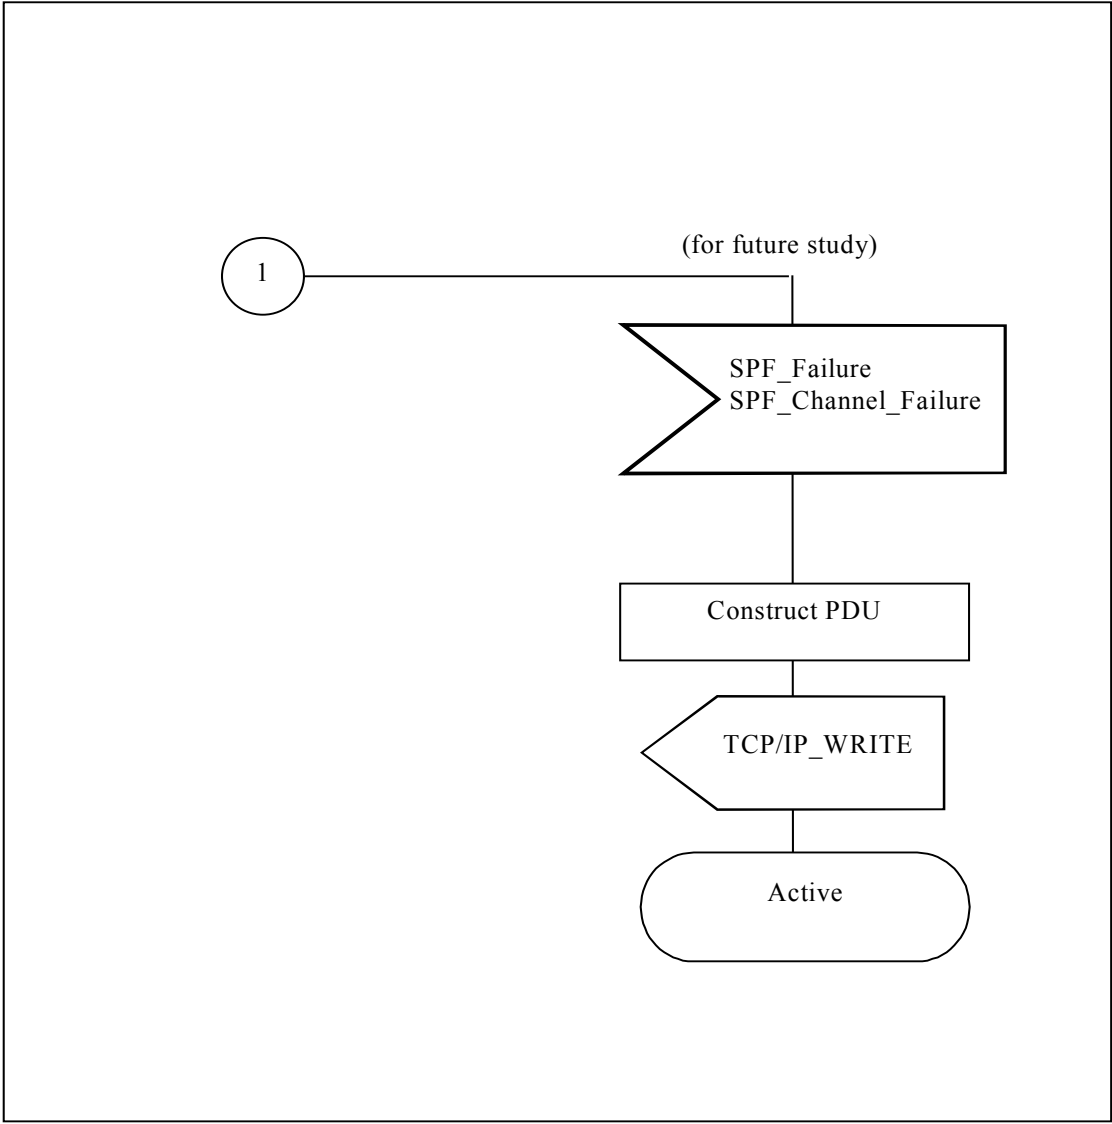 (for future study)
1
SPF_Failure
SPF_Channel_Failure
Construct PDU
TCP/IP_WRITE
Active